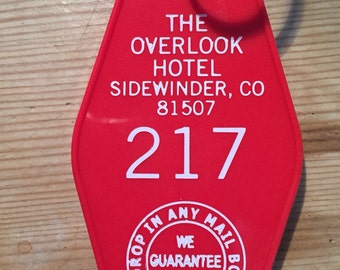 THE
OVERLOOK
HOTEL
SIDEWINDER, CO
81507
217
DROP IN ANY MAIL BO
WE
GUARANTEE